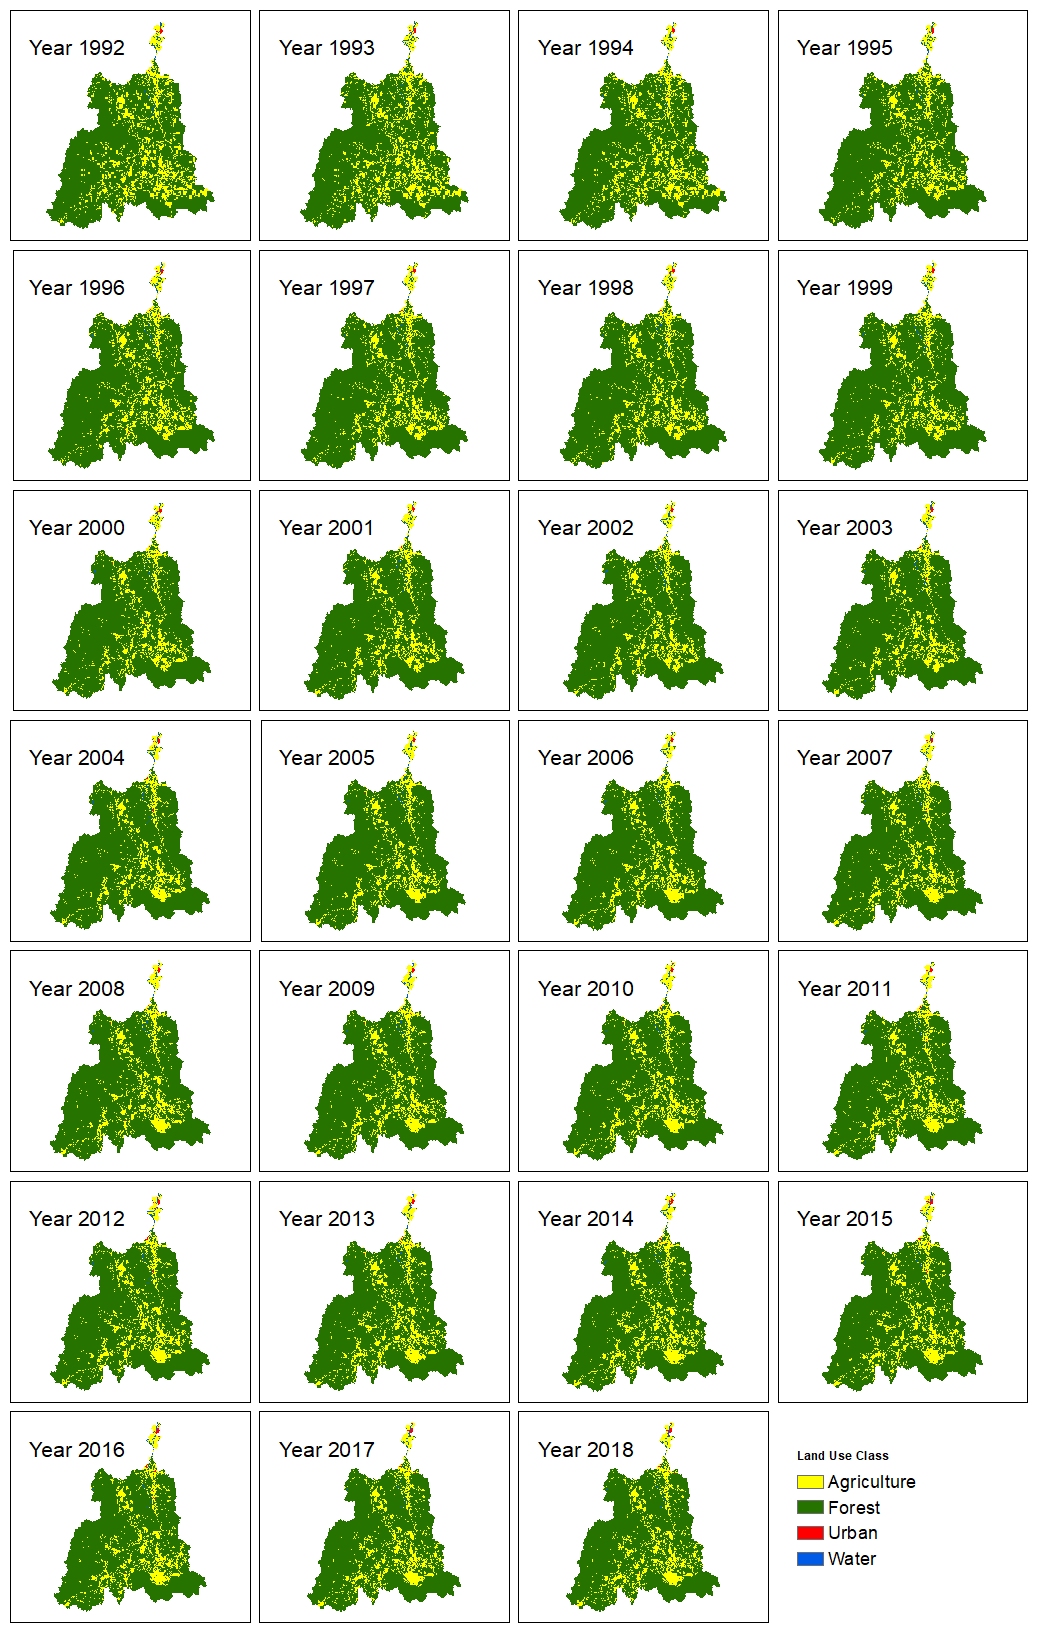 Year 1992
Year 1993
Year 1994
Year 1995
Year 1996
Year 1997
Year 1998
Year 1999
Year 2000
Year 2001
Year 2002
Year 2003
Year 2004
Year 2005
Year 2006
Year 2007
Year 2008
Year 2009
Year 2010
Year 2011
Year 2012
Year 2013
Year 2014
Year 2015
Year 2016
Year 2017
Year 2018
Land Use Class
Agriculture
Forest
Urban
Water